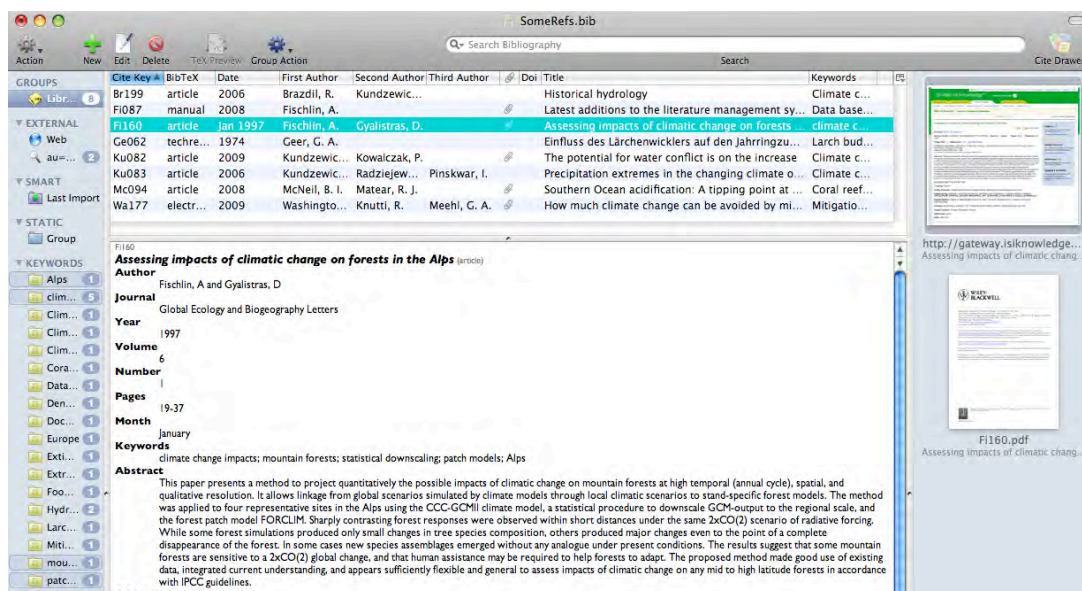 SomeRefs.bib
Search Bibliography
Action New Edit Delete TeX Preview Group Action Search Cite Drawe
GROUPS
Libr... 8
EXTERNAL
Web
au=... 2
SMART
Last Import
STATIC
Group
KEYWORDS
Alps 1
clim... 5
Clim... 1
Clim... 1
Clim... 1
Cora... 1
Data... 1
Den... 1
Doc... 1
Europe 1
Exti... 1
Extr... 1
Foo... 1
Hydr... 2
Larc... 1
Miti... 1
mou... 1
patc... 1
Cite Key BibTeX Date First Author Second Author Third Author Doi Title Keywords
Br199 article 2006 Brazdil, R. Kundzewic... Historical hydrology Climate c...
Fi087 manual 2008 Fischlin, A. Latest additions to the literature management sy... Data base...
Fi160 article Jan 1997 Fischlin, A. Gyalistras, D. Assessing impacts of climatic change on forests ... climate c...
Ge062 techre... 1974 Geer, G. A. Einfluss des Lärchenwicklers auf den Jahrringzu... Larch bud...
Ku082 article 2009 Kundzewic... Kowalczak, P. The potential for water conflict is on the increase Climate c...
Ku083 article 2006 Kundzewic... Radziejew... Pinskwar, I. Precipitation extremes in the changing climate o... Climate c...
Mc094 article 2008 McNeil, B. I. Matear, R. J. Southern Ocean acidification: A tipping point at ... Coral reef...
Wa177 electr... 2009 Washingto... Knutti, R. Meehl, G. A. How much climate change can be avoided by mi... Mitigatio...
Fi160
Assessing impacts of climatic change on forests in the Alps (article)
Author
Fischlin, A and Gyalistras, D
Journal
Global Ecology and Biogeography Letters
Year
1997
Volume
6
Number
1
Pages
19-37
Month
January
Keywords
climate change impacts; mountain forests; statistical downscaling; patch models; Alps
Abstract
This paper presents a method to project quantitatively the possible impacts of climatic change on mountain forests at high temporal (annual cycle), spatial, and
qualitative resolution. It allows linkage from global scenarios simulated by climate models through local climatic scenarios to stand-specific forest models. The method
was applied to four representative sites in the Alps using the CCC-GCMII climate model, a statistical procedure to downscale GCM-output to the regional scale, and
the forest patch model FORCLIM. Sharply contrasting forest responses were observed within short distances under the same 2xCO(2) scenario of radiative forcing.
While some forest simulations produced only small changes in tree species composition, others produced major changes even to the point of a complete
disappearance of the forest. In some cases new species assemblages emerged without any analogue under present conditions. The results suggest that some mountain
forests are sensitive to a 2xCO(2) global change, and that human assistance may be required to help forests to adapt. The proposed method made good use of existing
data, integrated current understanding, and appears sufficiently flexible and general to assess impacts of climatic change on any mid to high latitude forests in accordance
with IPCC guidelines.
http://gateway.isiknowledge...
Assessing impacts of climatic chang...
WILEY
BLACKWELL
Fi160.pdf
Assessing impacts of climatic chang...